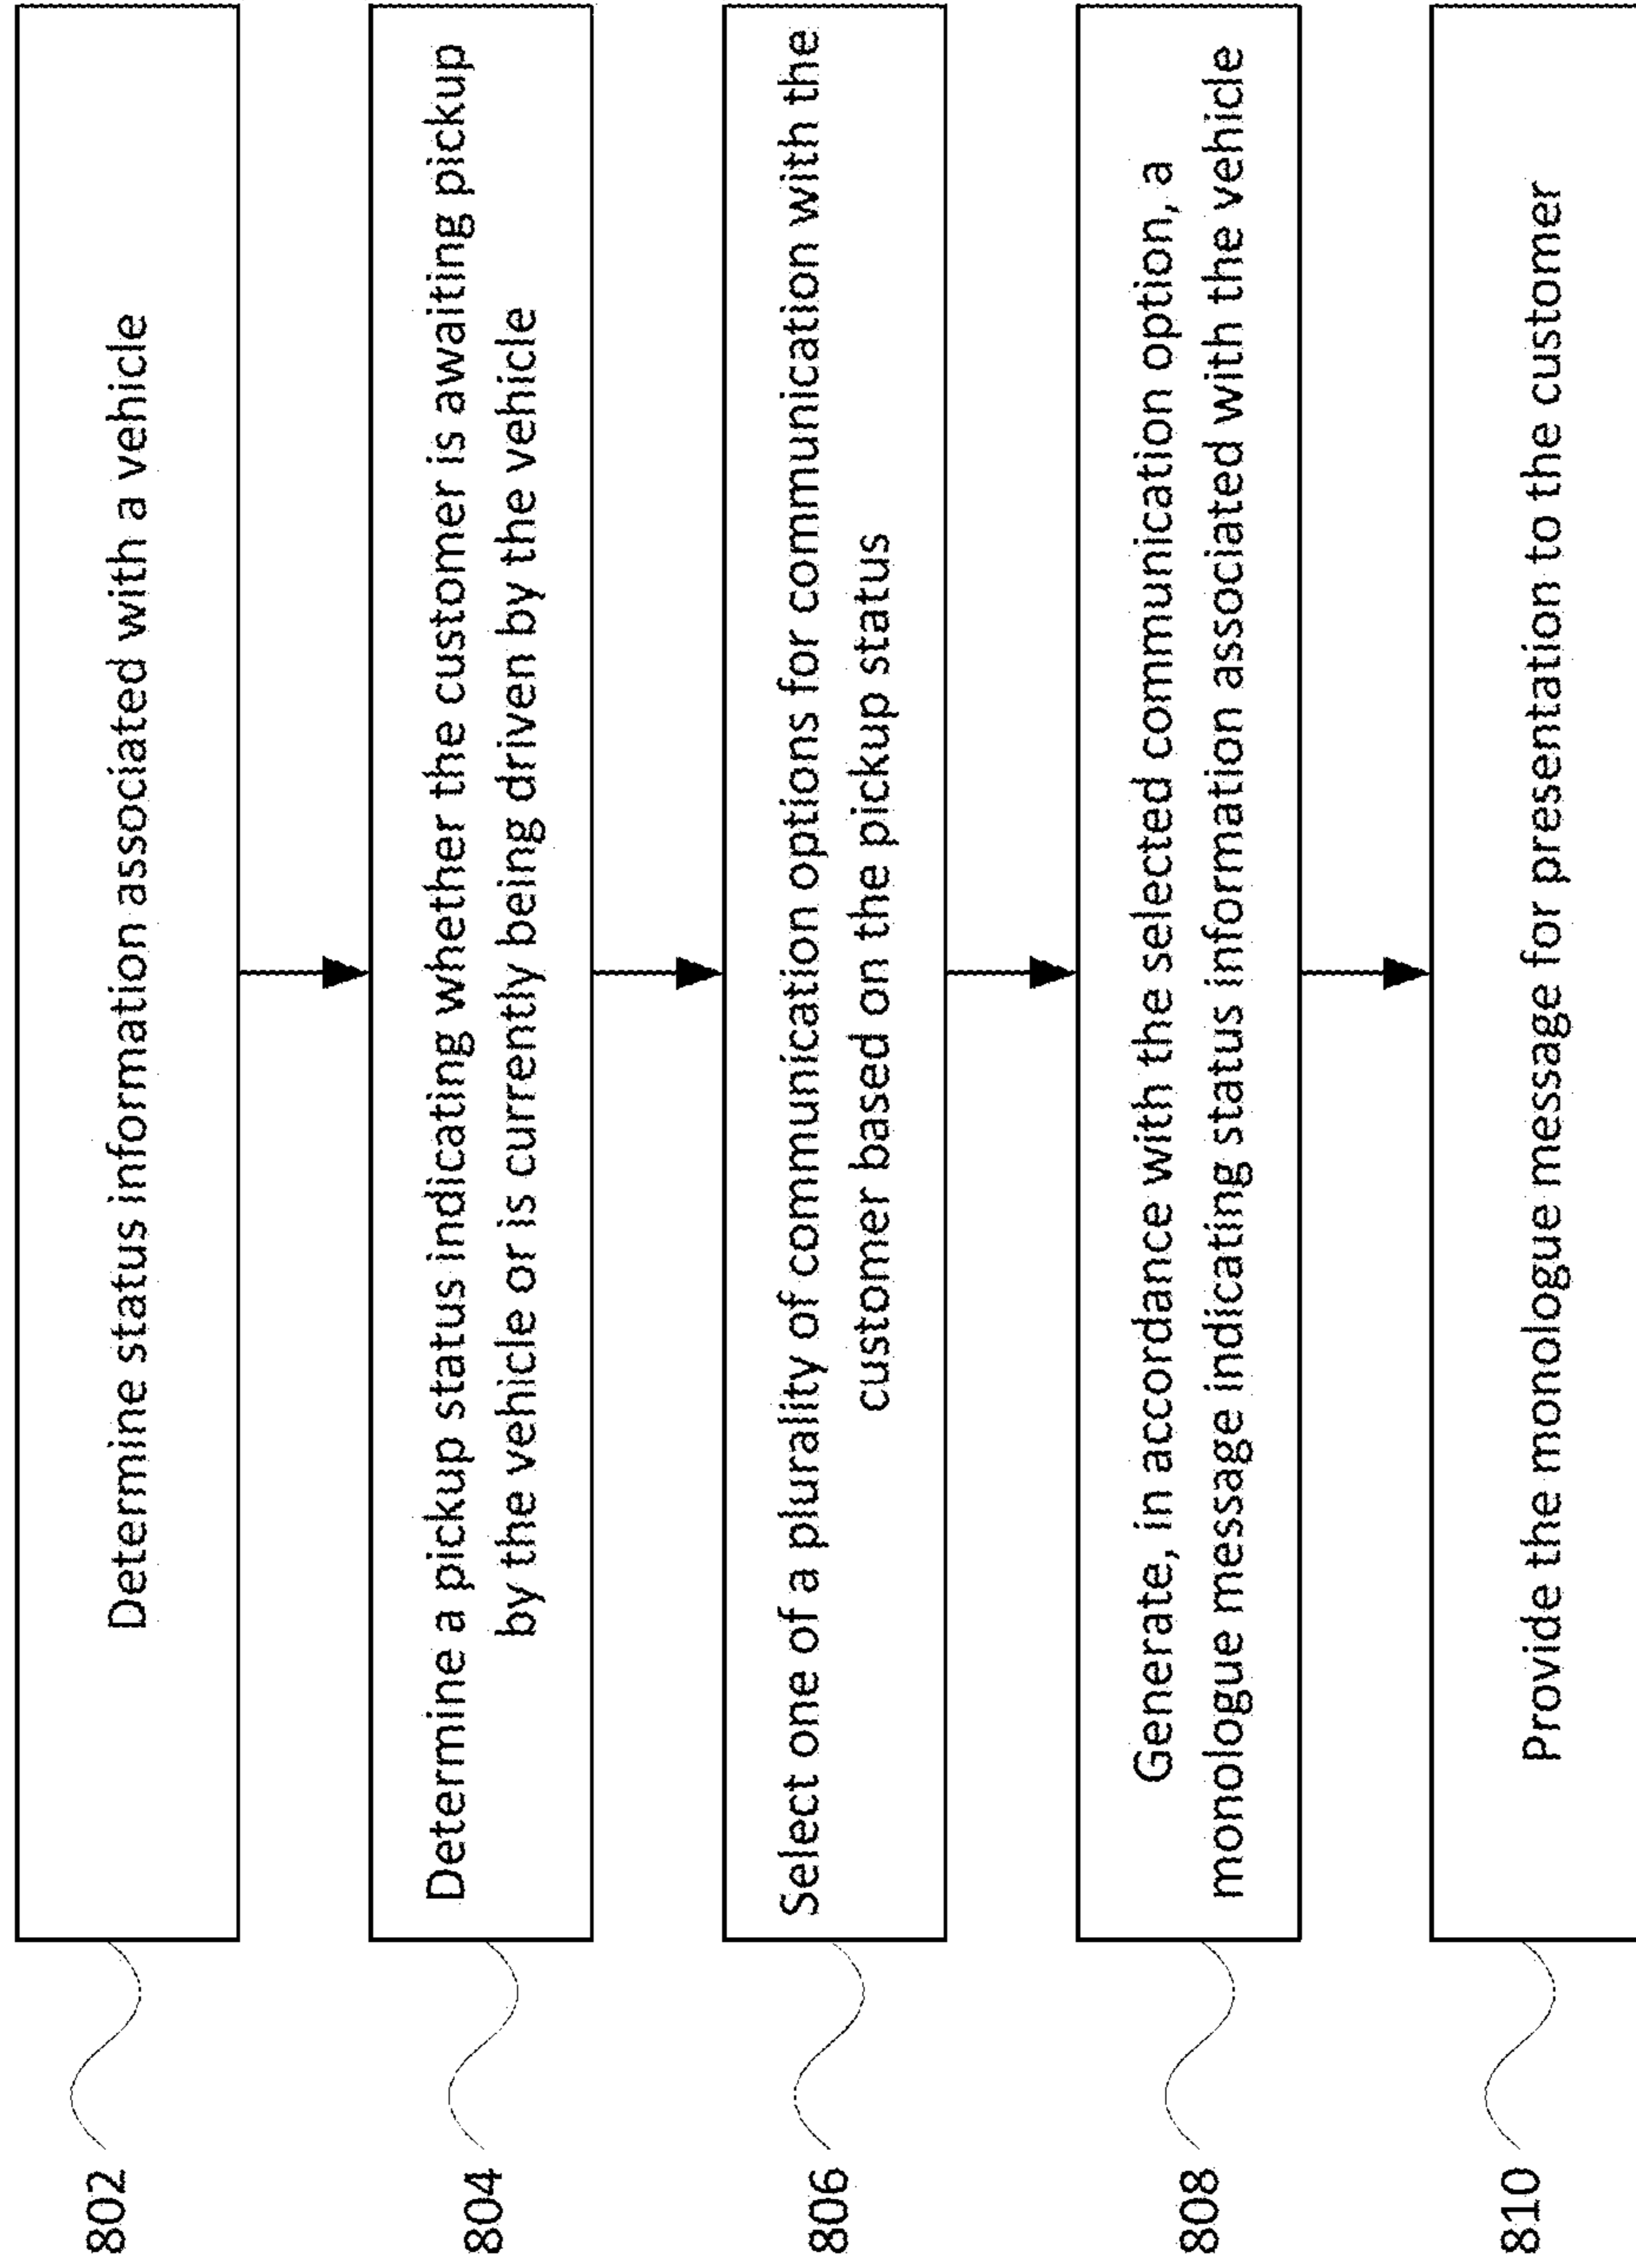 802
Determine status information associated with a vehicle
804
Determine a pickup status indicating whether the customer is awaiting pickup
by the vehicle or is currently being driven by the vehicle
806
Select one of a plurality of communication options for communication with the
customer based on the pickup status
808
Generate, in accordance with the selected communication option, a
monologue message indicating status information associated with the vehicle
810
Provide the monologue message for presentation to the customer